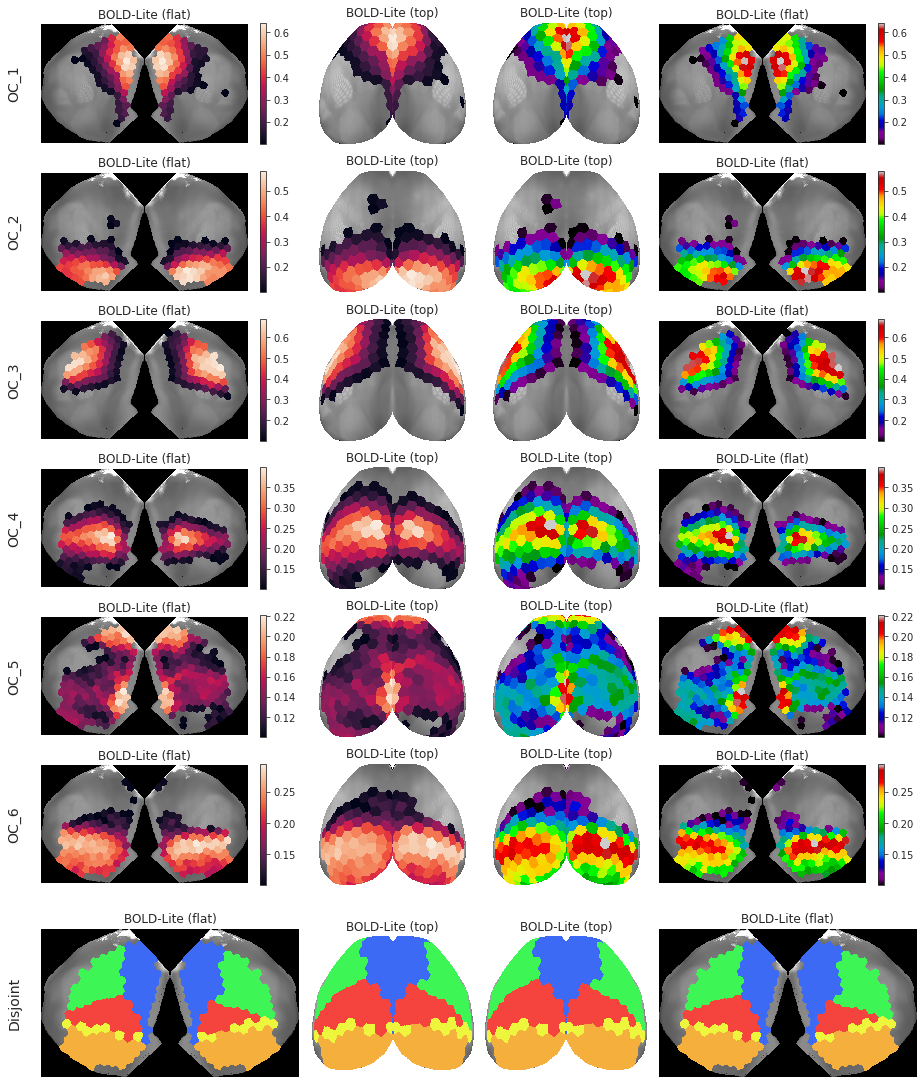 BOLD-Lite (flat) BOLD-Lite (top) BOLD-Lite (top) BOLD-Lite (flat)
OC_1
0.6 0.5 0.4 0.3 0.2
0.6 0.5 0.4 0.3 0.2
BOLD-Lite (flat) BOLD-Lite (top) BOLD-Lite (top) BOLD-Lite (flat)
OC_2
0.5 0.4 0.3 0.2
0.5 0.4 0.3 0.2
BOLD-Lite (flat) BOLD-Lite (top) BOLD-Lite (top) BOLD-Lite (flat)
OC_3
0.6 0.5 0.4 0.3 0.2
0.6 0.5 0.4 0.3 0.2
BOLD-Lite (flat) BOLD-Lite (top) BOLD-Lite (top) BOLD-Lite (flat)
OC_4
0.35 0.30 0.25 0.20 0.15
0.35 0.30 0.25 0.20 0.15
BOLD-Lite (flat) BOLD-Lite (top) BOLD-Lite (top) BOLD-Lite (flat)
OC_5
0.22 0.20 0.18 0.16 0.14 0.12
0.22 0.20 0.18 0.16 0.14 0.12
BOLD-Lite (flat) BOLD-Lite (top) BOLD-Lite (top) BOLD-Lite (flat)
OC_6
0.25 0.20 0.15
0.25 0.20 0.15
BOLD-Lite (flat) BOLD-Lite (top) BOLD-Lite (top) BOLD-Lite (flat)
Disjoint